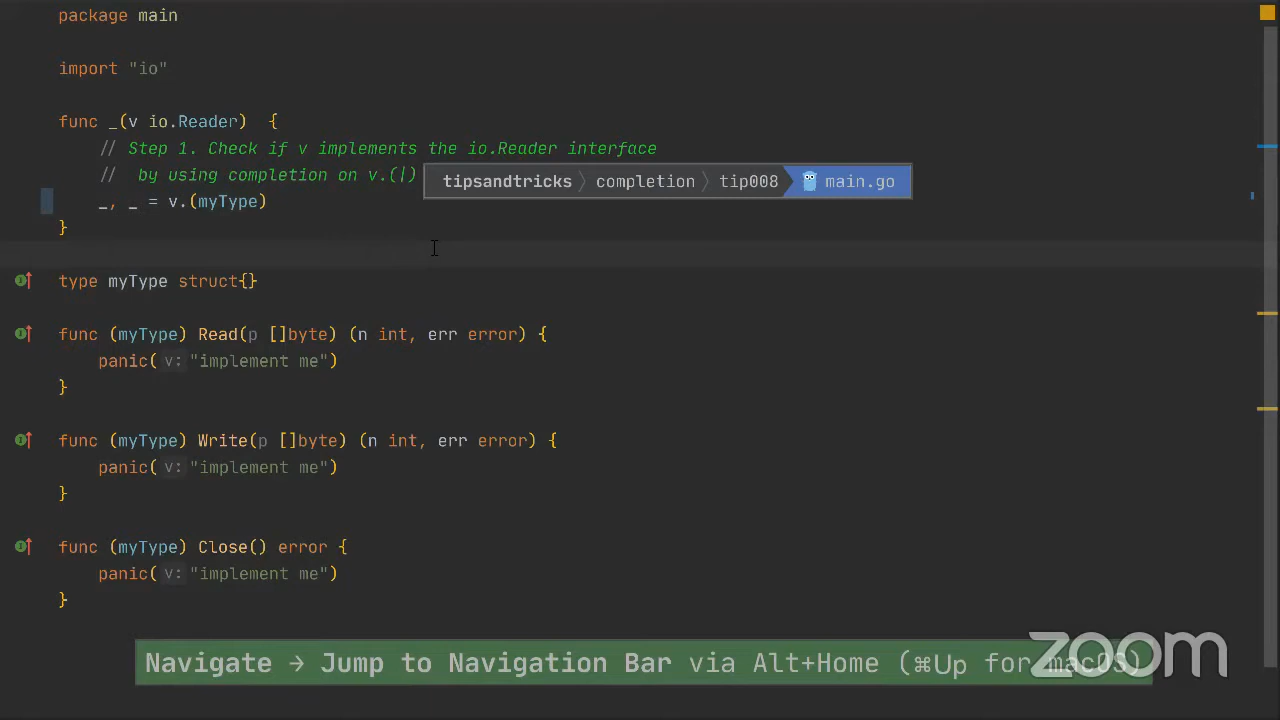 package main
import "io"
func _(v io.Reader)  {
// Step 1. Check if v implements the io.Reader interface
//  by using completion on v.(|)
tipsandtricks completion tip008 main.go
_, _ = v.(myType)
}
type myType struct{}
func (myType) Read(p []byte) (n int, err error) {
panic( v: "implement me")
}
func (myType) Write(p []byte) (n int, err error) {
panic( v: "implement me")
}
func (myType) Close() error {
panic( v: "implement me")
}
Navigate → Jump to Navigation Bar via Alt+Home (⌘Up for macOS)
zoom